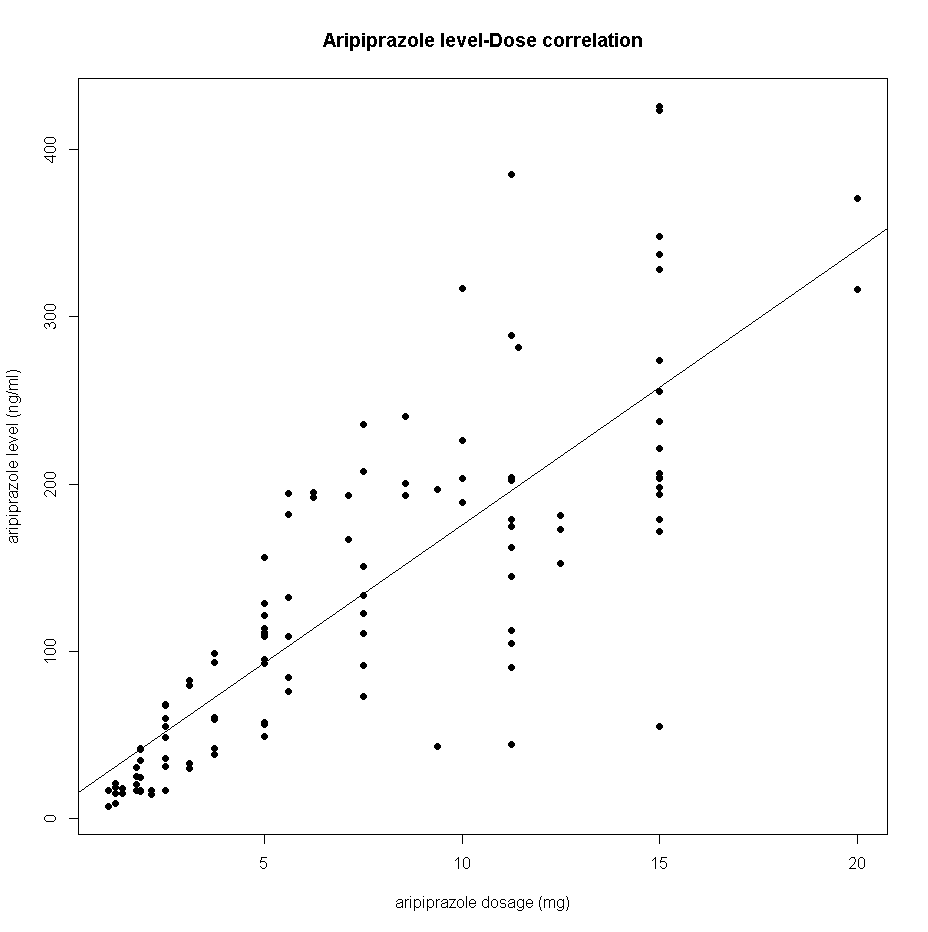 Aripiprazole level-Dose correlation
400
300
200
100
0
aripiprazole level (ng/ml)
5 10 15 20
aripiprazole dosage (mg)